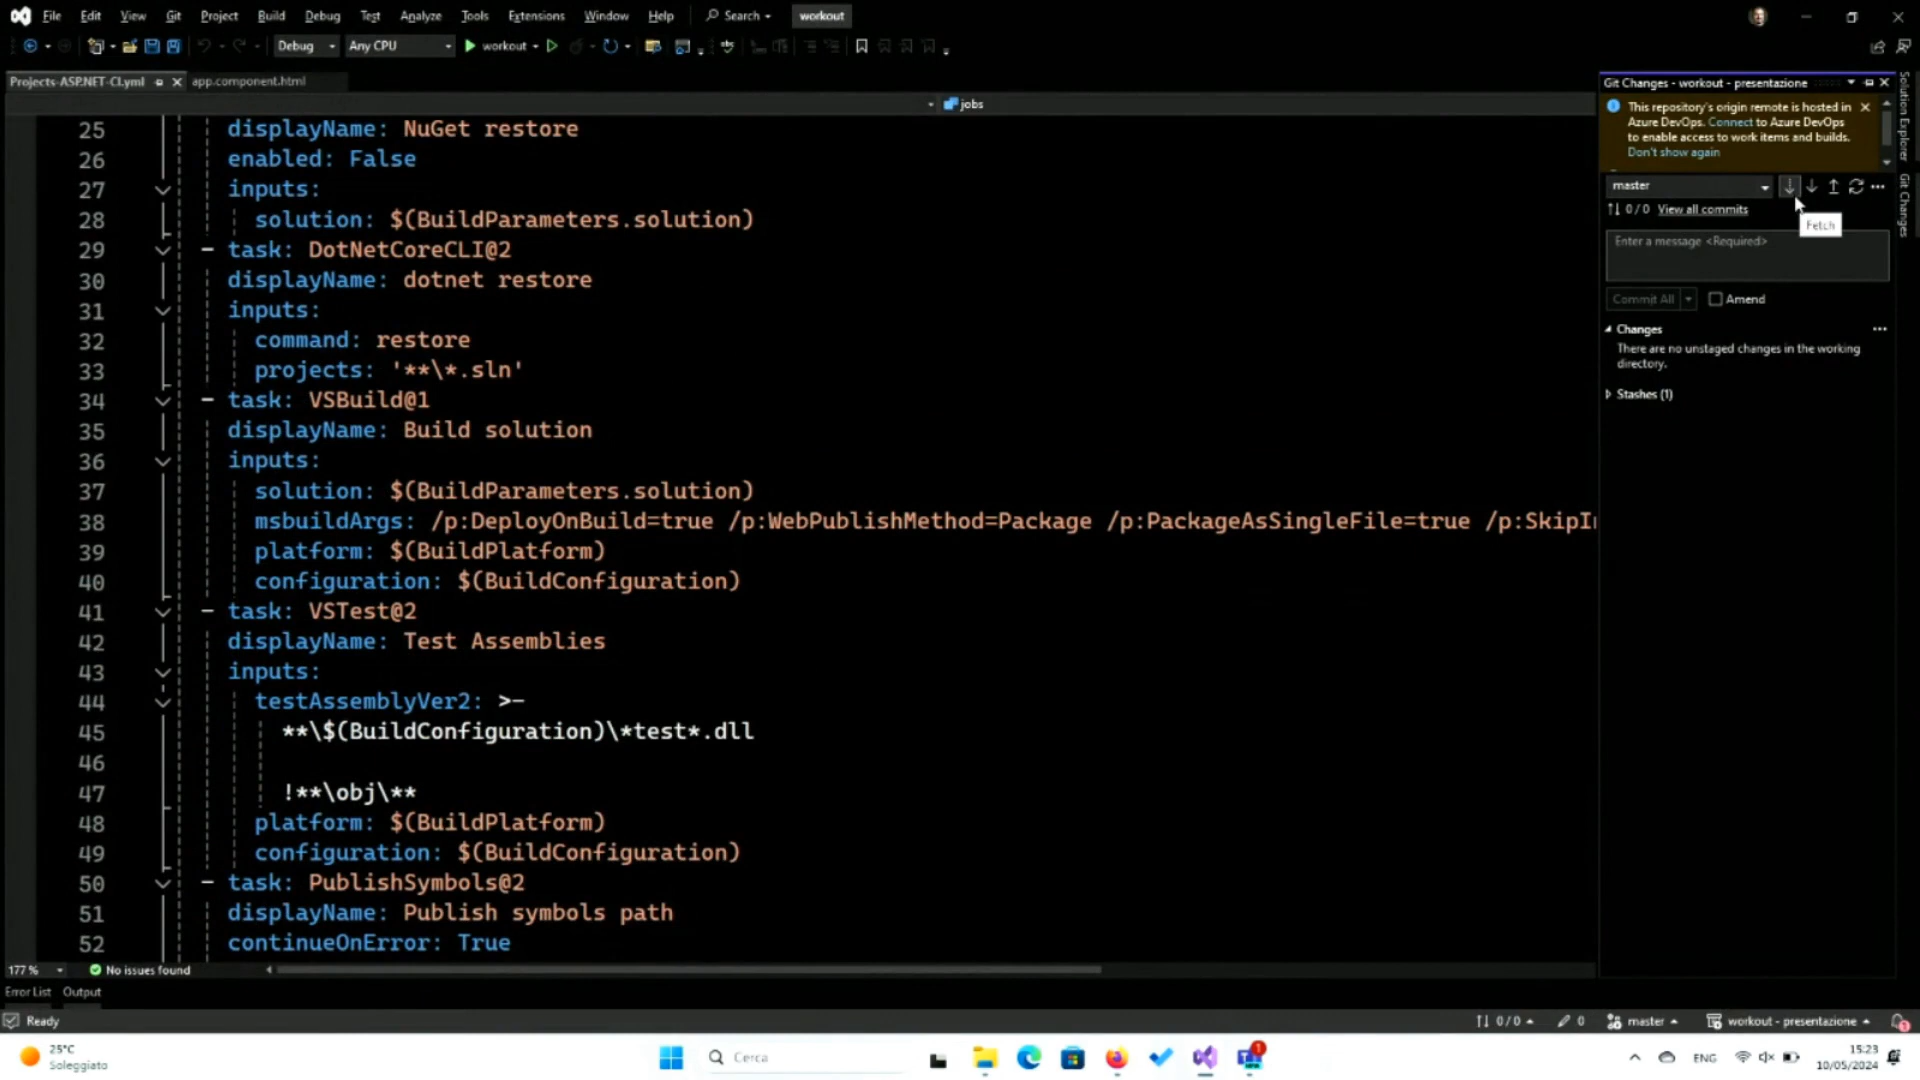 File Edit View Git Project Build Debug Test Analyze Tools Extensions Window Help Search workout
Debug Any CPU workout
Projects-ASP.NET-CI.yml app.component.html
jobs
25 displayName: NuGet restore
26 enabled: False
27 inputs:
28 solution: $(BuildParameters.solution)
29 - task: DotNetCoreCLI@2
30 displayName: dotnet restore
31 inputs:
32 command: restore
33 projects: '**\*.sln'
34 - task: VSBuild@1
35 displayName: Build solution
36 inputs:
37 solution: $(BuildParameters.solution)
38 msbuildArgs: /p:DeployOnBuild=true /p:WebPublishMethod=Package /p:PackageAsSingleFile=true /p:SkipI
39 platform: $(BuildPlatform)
40 configuration: $(BuildConfiguration)
41 - task: VSTest@2
42 displayName: Test Assemblies
43 inputs:
44 testAssemblyVer2: >-
45 **\$(BuildConfiguration)\*test*.dll
46
47 !**\obj\**
48 platform: $(BuildPlatform)
49 configuration: $(BuildConfiguration)
50 - task: PublishSymbols@2
51 displayName: Publish symbols path
52 continueOnError: True
177 % No issues found
Error List Output
Ready
Git Changes - workout - presentazione
This repository's origin remote is hosted in
Azure DevOps. Connect to Azure DevOps
to enable access to work items and builds.
Don't show again
master
0 / 0 View all commits
Fetch
Enter a message <Required>
Commit All Amend
Changes
There are no unstaged changes in the working
directory.
Stashes (1)
Solution Explorer
Git Changes
0 / 0 0 master workout - presentazione 1
25°C
Soleggiato
Cerca
1
ENG
15:23
10/05/2024